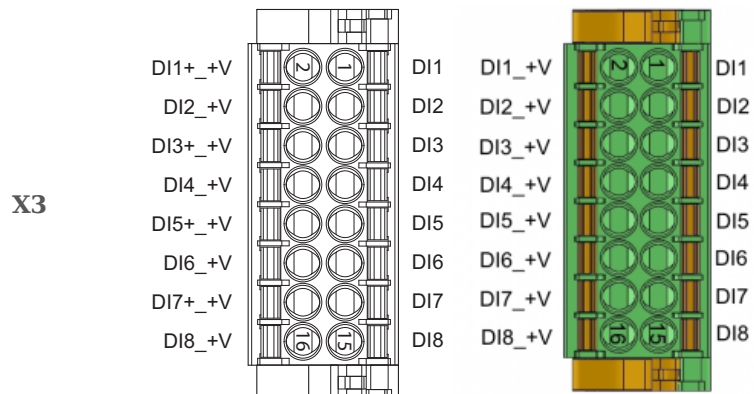 DI1+_+V 2 1 DI1 DI1_+V 2 1 DI1
DI2_+V DI2 DI2_+V DI2
DI3+_+V DI3 DI3_+V DI3
DI4_+V DI4 DI4_+V DI4
X3
DI5+_+V DI5 DI5_+V DI5
DI6_+V DI6 DI6_+V DI6
DI7+_+V DI7 DI7_+V DI7
DI8_+V 16 15 DI8 DI8_+V 16 15 DI8